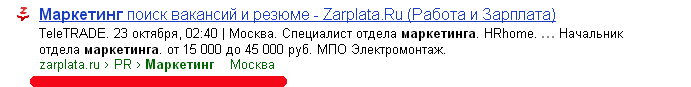 Маркетинг поиск вакансий и резюме - Zarplata.Ru (Работа и Зарплата)
TeleTRADE. 23 октября, 02:40 | Москва. Специалист отдела маркетинга. HRhome. ... Начальник
отдела маркетинга. от 15 000 до 45 000 руб. МПО Электромонтаж.
zarplata.ru › PR › Маркетинг Москва